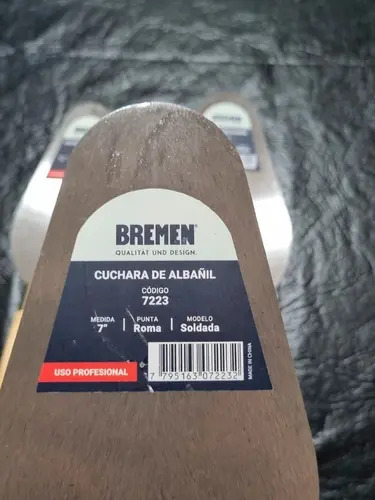 BREMEN®
QUALITÄT UND DESIGN.
CUCHARA DE ALBAÑIL
CÓDIGO
7223
MEDIDA
7"
PUNTA
Roma
MODELO
Soldada
USO PROFESIONAL
7 795163 072232
MADE IN CHINA